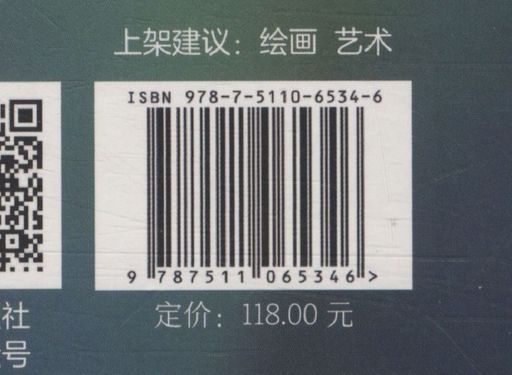 上架建议：绘画 艺术
ISBN 978-7-5110-6534-6
9 787511 065346 >
定价：118.00 元
社
号